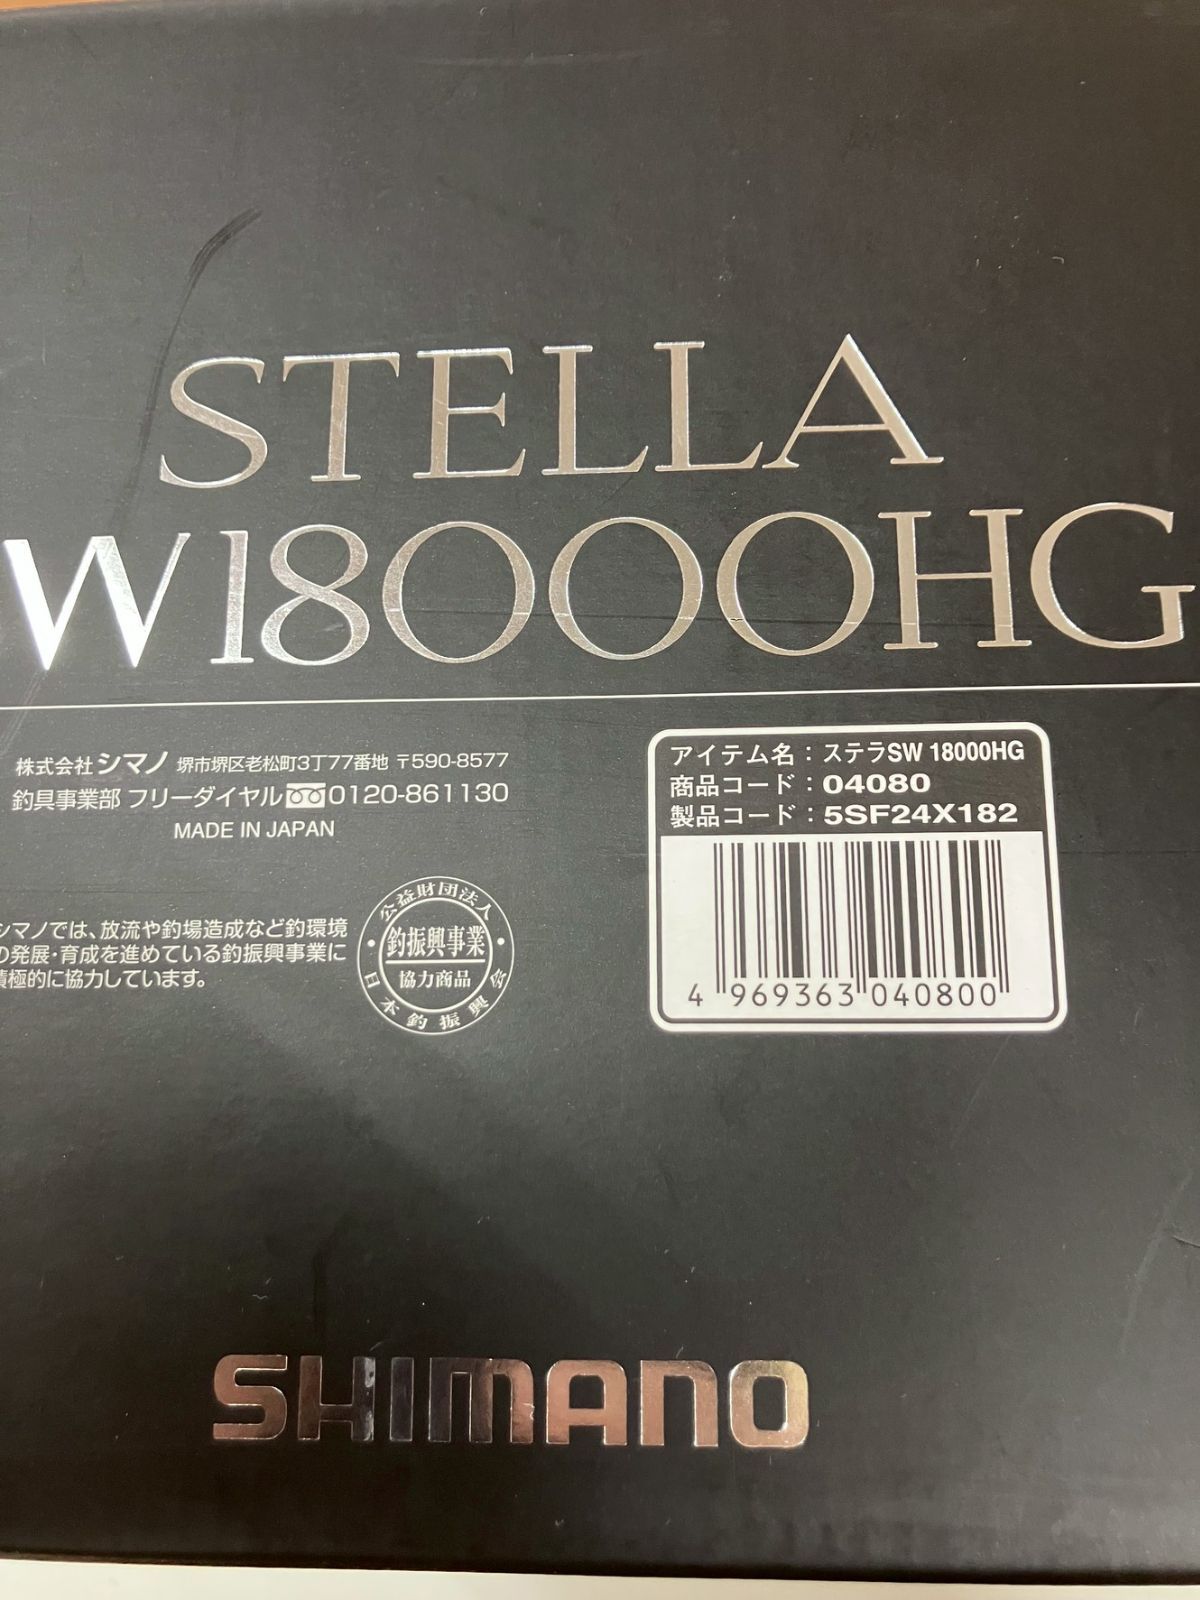 STELLA
W18000HG
株式会社シマノ 堺市堺区老松町3丁77番地 〒590-8577
釣具事業部 フリーダイヤル 0120-861130
MADE IN JAPAN
シマノでは、放流や釣場造成など釣環境
の発展・育成を進めている釣振興事業に
積極的に協力しています。
公益財団法人
釣振興事業
協力商品
日本釣振興会
アイテム名：ステラSW 18000HG
商品コード：04080
製品コード：5SF24X182
4 969363 040800
SHIMANO